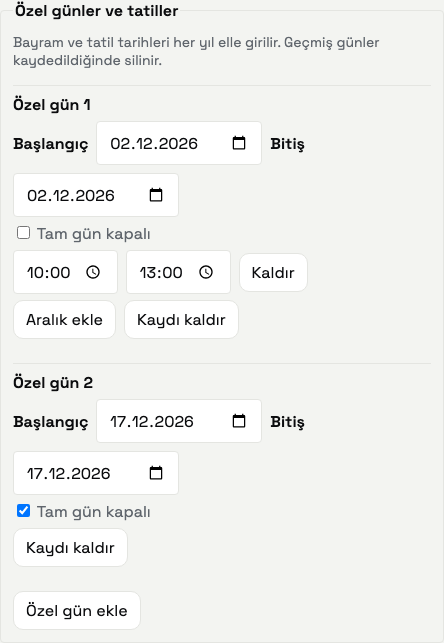 Özel günler ve tatiller
Bayram ve tatil tarihleri her yıl elle girilir. Geçmiş günler
kaydedildiğinde silinir.
Özel gün 1
Başlangıç 02.12.2026 Bitiş
02.12.2026
Tam gün kapalı
10:00 13:00 Kaldır
Aralık ekle Kaydı kaldır
Özel gün 2
Başlangıç 17.12.2026 Bitiş
17.12.2026
Tam gün kapalı
Kaydı kaldır
Özel gün ekle